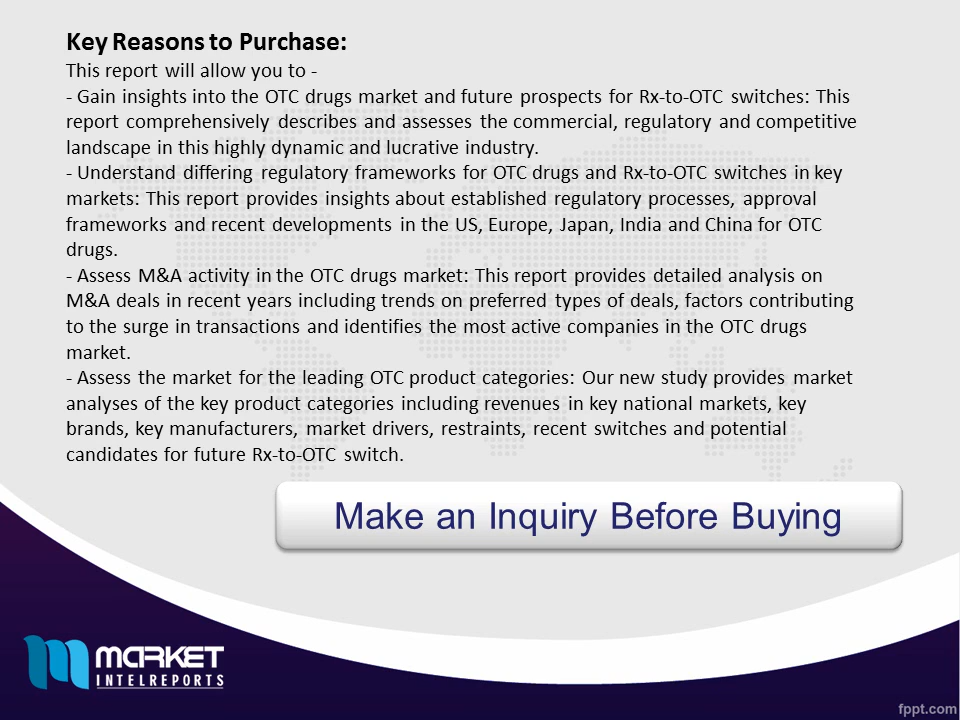 Key Reasons to Purchase:
This report will allow you to -
- Gain insights into the OTC drugs market and future prospects for Rx-to-OTC switches: This
report comprehensively describes and assesses the commercial, regulatory and competitive
landscape in this highly dynamic and lucrative industry.
- Understand differing regulatory frameworks for OTC drugs and Rx-to-OTC switches in key
markets: This report provides insights about established regulatory processes, approval
frameworks and recent developments in the US, Europe, Japan, India and China for OTC
drugs.
- Assess M&A activity in the OTC drugs market: This report provides detailed analysis on
M&A deals in recent years including trends on preferred types of deals, factors contributing
to the surge in transactions and identifies the most active companies in the OTC drugs
market.
- Assess the market for the leading OTC product categories: Our new study provides market
analyses of the key product categories including revenues in key national markets, key
brands, key manufacturers, market drivers, restraints, recent switches and potential
candidates for future Rx-to-OTC switch.
Make an Inquiry Before Buying
MARKET
INTELREPORTS
fppt.com